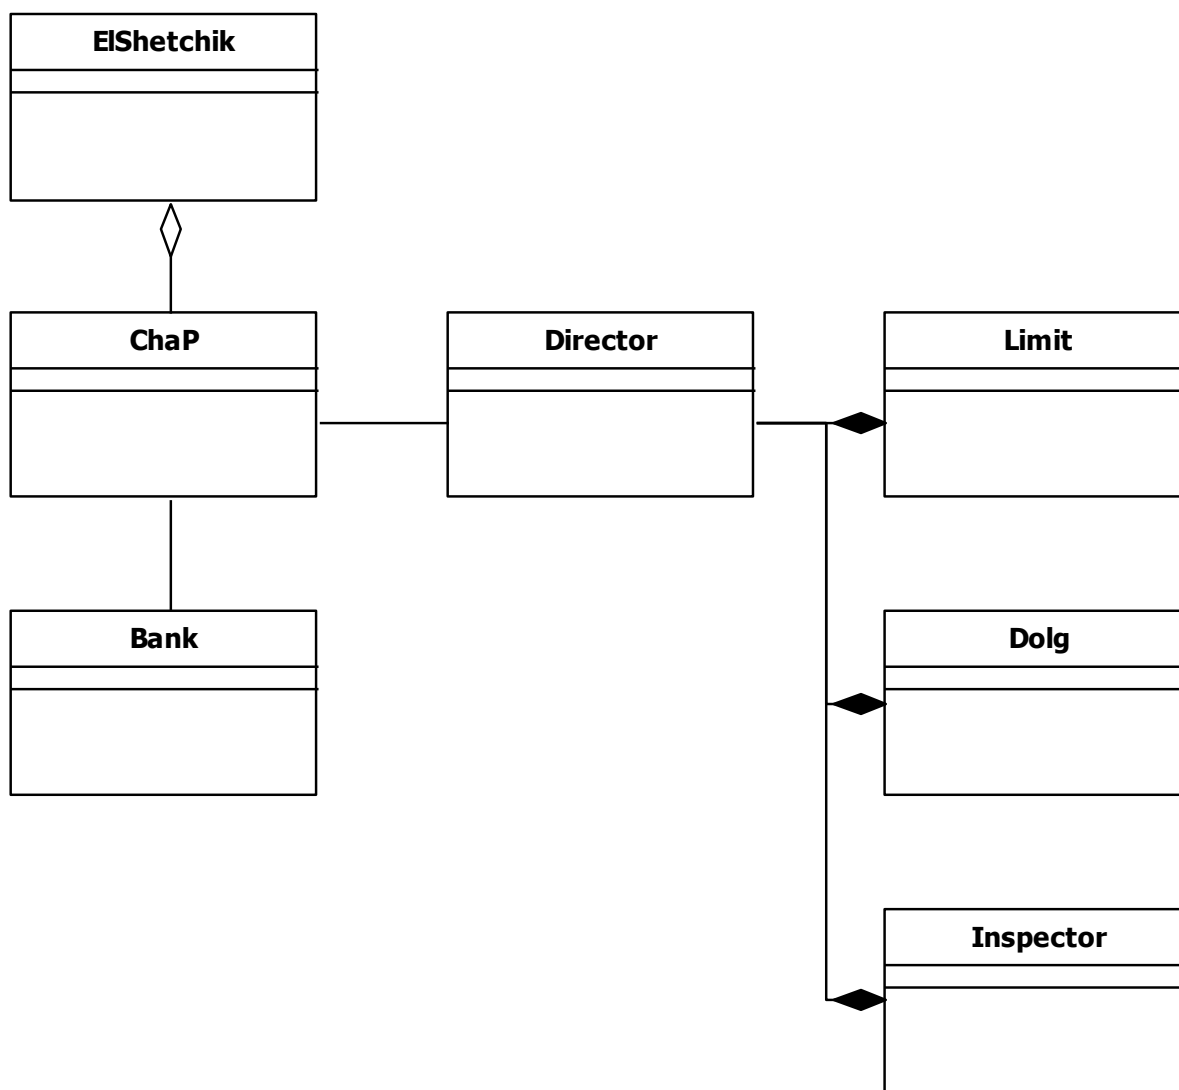 ElShetchik
ChaP
Director
Limit
Bank
Dolg
Inspector